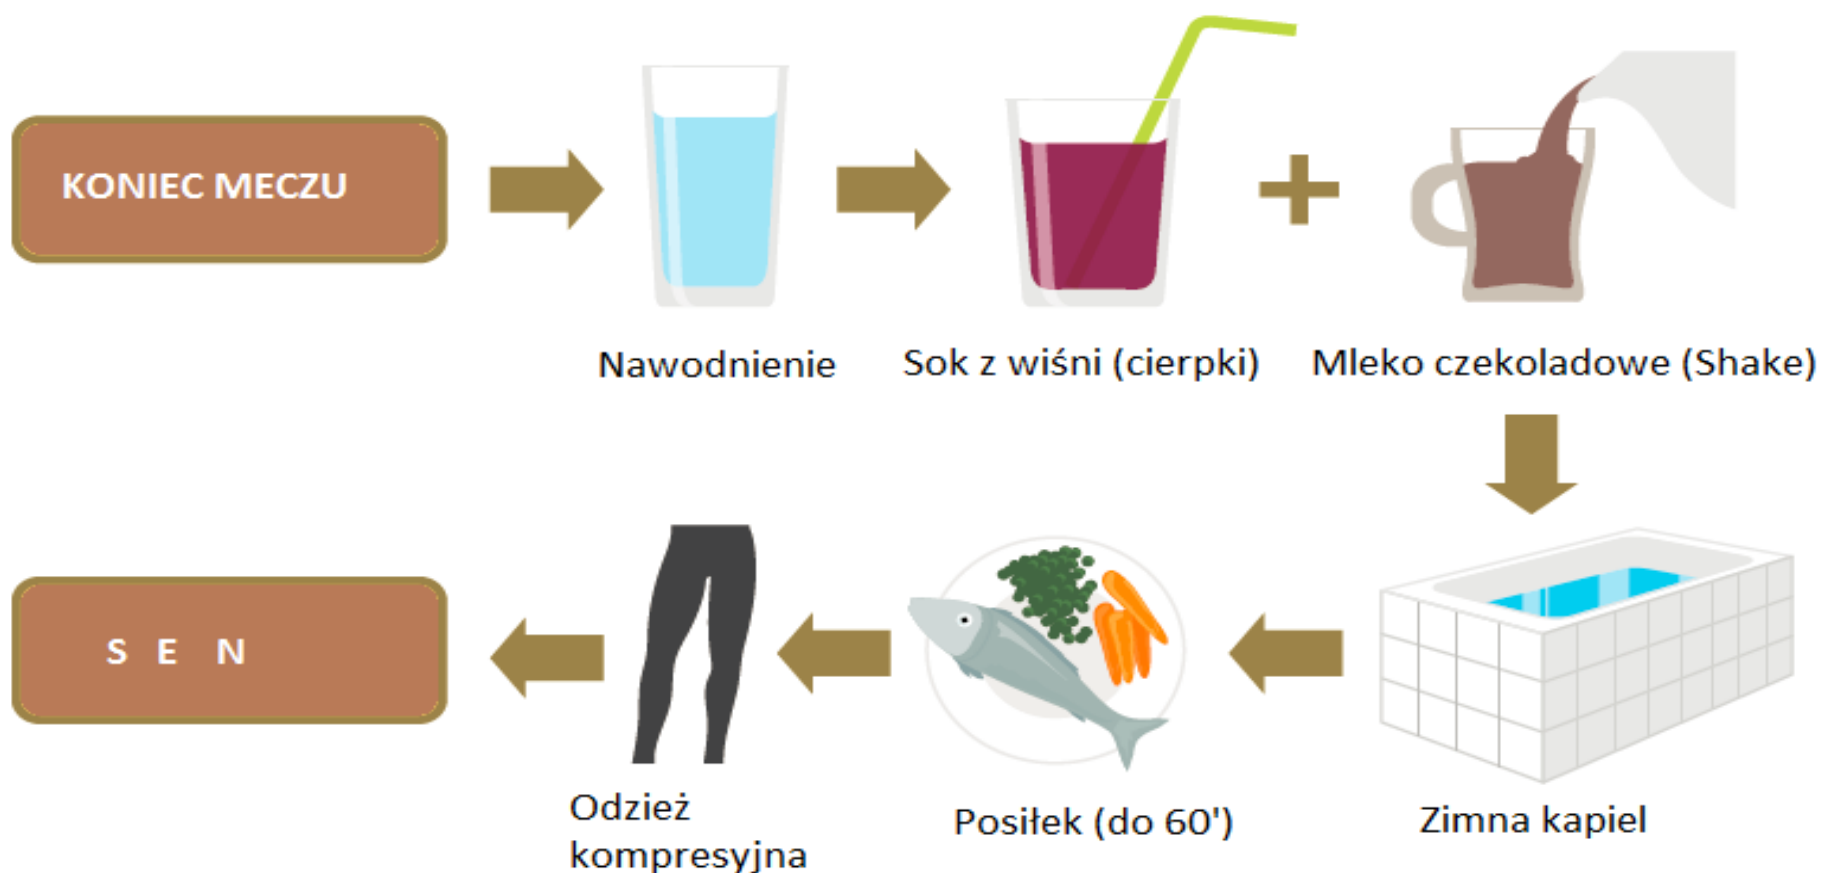 KONIEC MECZU
Nawodnienie
Sok z wiśni (cierpki)
Mleko czekoladowe (Shake)
Zimna kapiel
Posiłek (do 60')
Odzież
kompresyjna
S E N